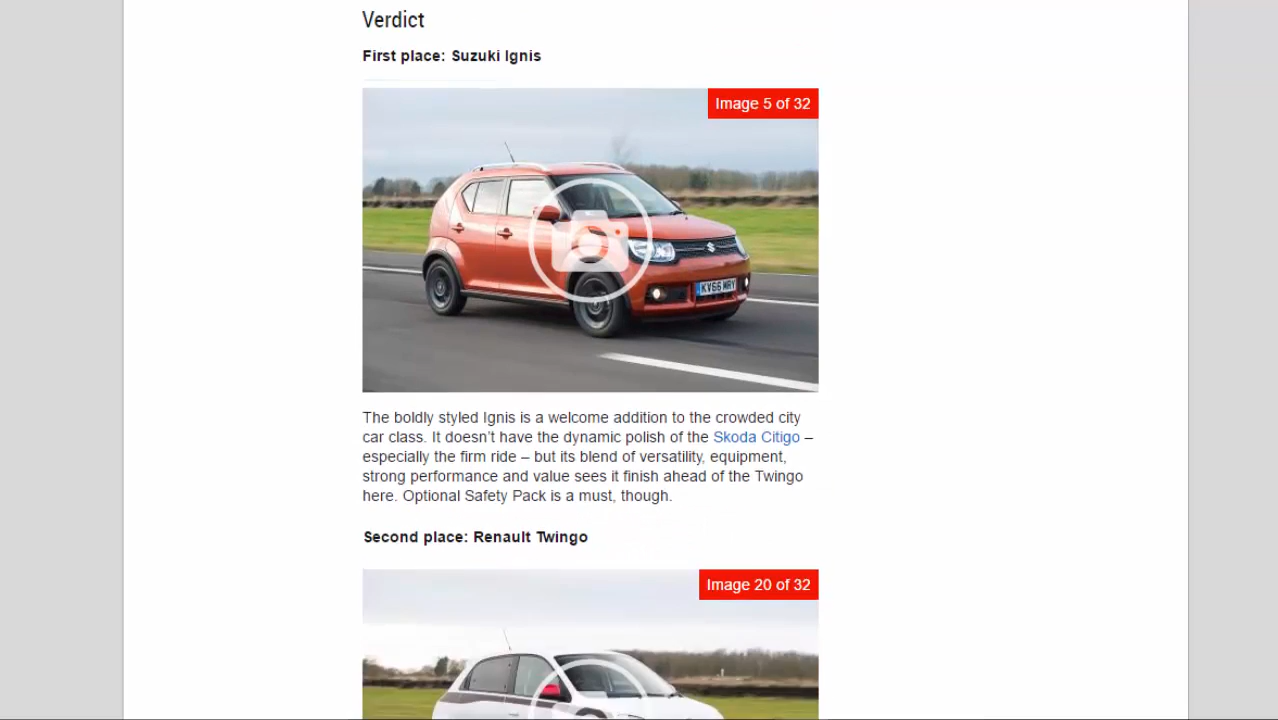 Verdict
First place: Suzuki Ignis
Image 5 of 32
KV66 MRY
The boldly styled Ignis is a welcome addition to the crowded city
car class. It doesn't have the dynamic polish of the Skoda Citigo –
especially the firm ride – but its blend of versatility, equipment,
strong performance and value sees it finish ahead of the Twingo
here. Optional Safety Pack is a must, though.
Second place: Renault Twingo
Image 20 of 32